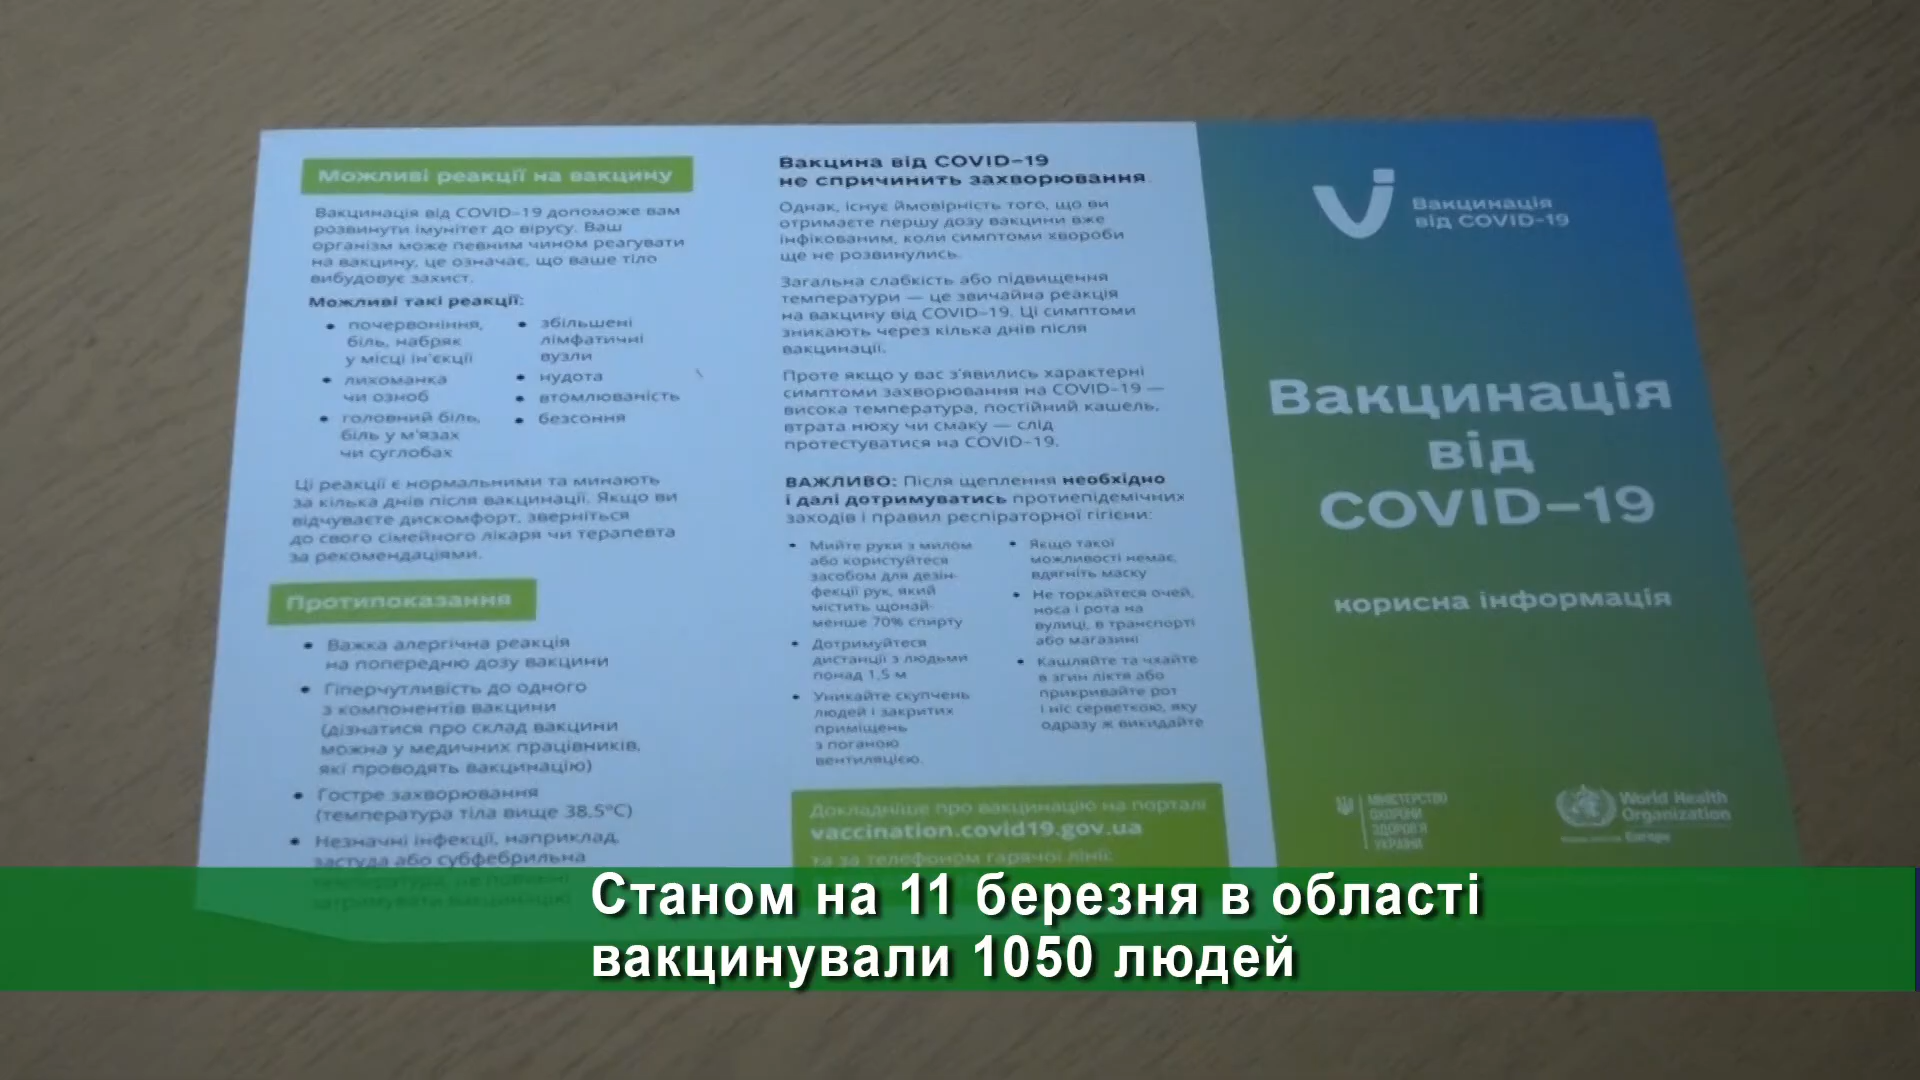 Можливі реакції на вакцину
Вакцинація від COVID-19 допоможе вам
розвинути імунітет до вірусу. Ваш
організм може певним чином реагувати
на вакцину, це означає, що ваше тіло
вибудовує захист.
Можливі такі реакції:
• почервоніння,
біль, набряк
у місці ін'єкції
• лихоманка
чи озноб
• головний біль,
біль у м'язах
чи суглобах
• збільшені
лімфатичні
вузли
• нудота
• втомлюваність
• безсоння
Ці реакції є нормальними та минають
за кілька днів після вакцинації. Якщо ви
відчуваєте дискомфорт, зверніться
до свого сімейного лікаря чи терапевта
за рекомендаціями.
Протипоказання
• Важка алергічна реакція
на попередню дозу вакцини
• Гіперчутливість до одного
з компонентів вакцини
(дізнатися про склад вакцини
можна у медичних працівників,
які проводять вакцинацію)
• Гостре захворювання
(температура тіла вище 38,5°C)
• Незначні інфекції, наприклад,
застуда або субфебрильна
Вакцина від COVID-19
не спричинить захворювання
Однак, існує ймовірність того, що ви
отримаєте першу дозу вакцини вже
інфікованим, коли симптоми хвороби
ще не розвинулись.
Загальна слабкість або підвищення
температури — це звичайна реакція
на вакцину від COVID-19. Ці симптоми
зникають через кілька днів після
вакцинації.
Проте якщо у вас з'явились характерні
симптоми захворювання на COVID-19 —
висока температура, постійний кашель,
втрата нюху чи смаку — слід
протестуватися на COVID-19.
ВАЖЛИВО: Після щеплення необхідно
і далі дотримуватись протиепідемічних
заходів і правил респіраторної гігієни:
• Мийте руки з милом
або користуйтеся
засобом для дезін-
фекції рук, який
містить щонай-
менше 70% спирту
• Дотримуйтеся
дистанції з людьми
понад 1,5 м
• Уникайте скупчень
людей і закритих
приміщень
з поганою
вентиляцією.
• Якщо такої
можливості немає,
вдягніть маску
• Не торкайтеся очей,
носа і рота на
вулиці, в транспорті
або магазині
• Кашляйте та чхайте
в згин ліктя або
прикривайте рот
і ніс серветкою, яку
одразу ж викидайте
Докладніше про вакцинацію на порталі
vaccination.covid19.gov.ua
та за телефоном гарячої лінії:
Вакцинація
від COVID-19
Вакцинація
від
COVID-19
корисна інформація
МІНІСТЕРСТВО
ОХОРОНИ
ЗДОРОВ'Я
УКРАЇНИ
World Health
Organization
Europe
Станом на 11 березня в області
вакцинували 1050 людей